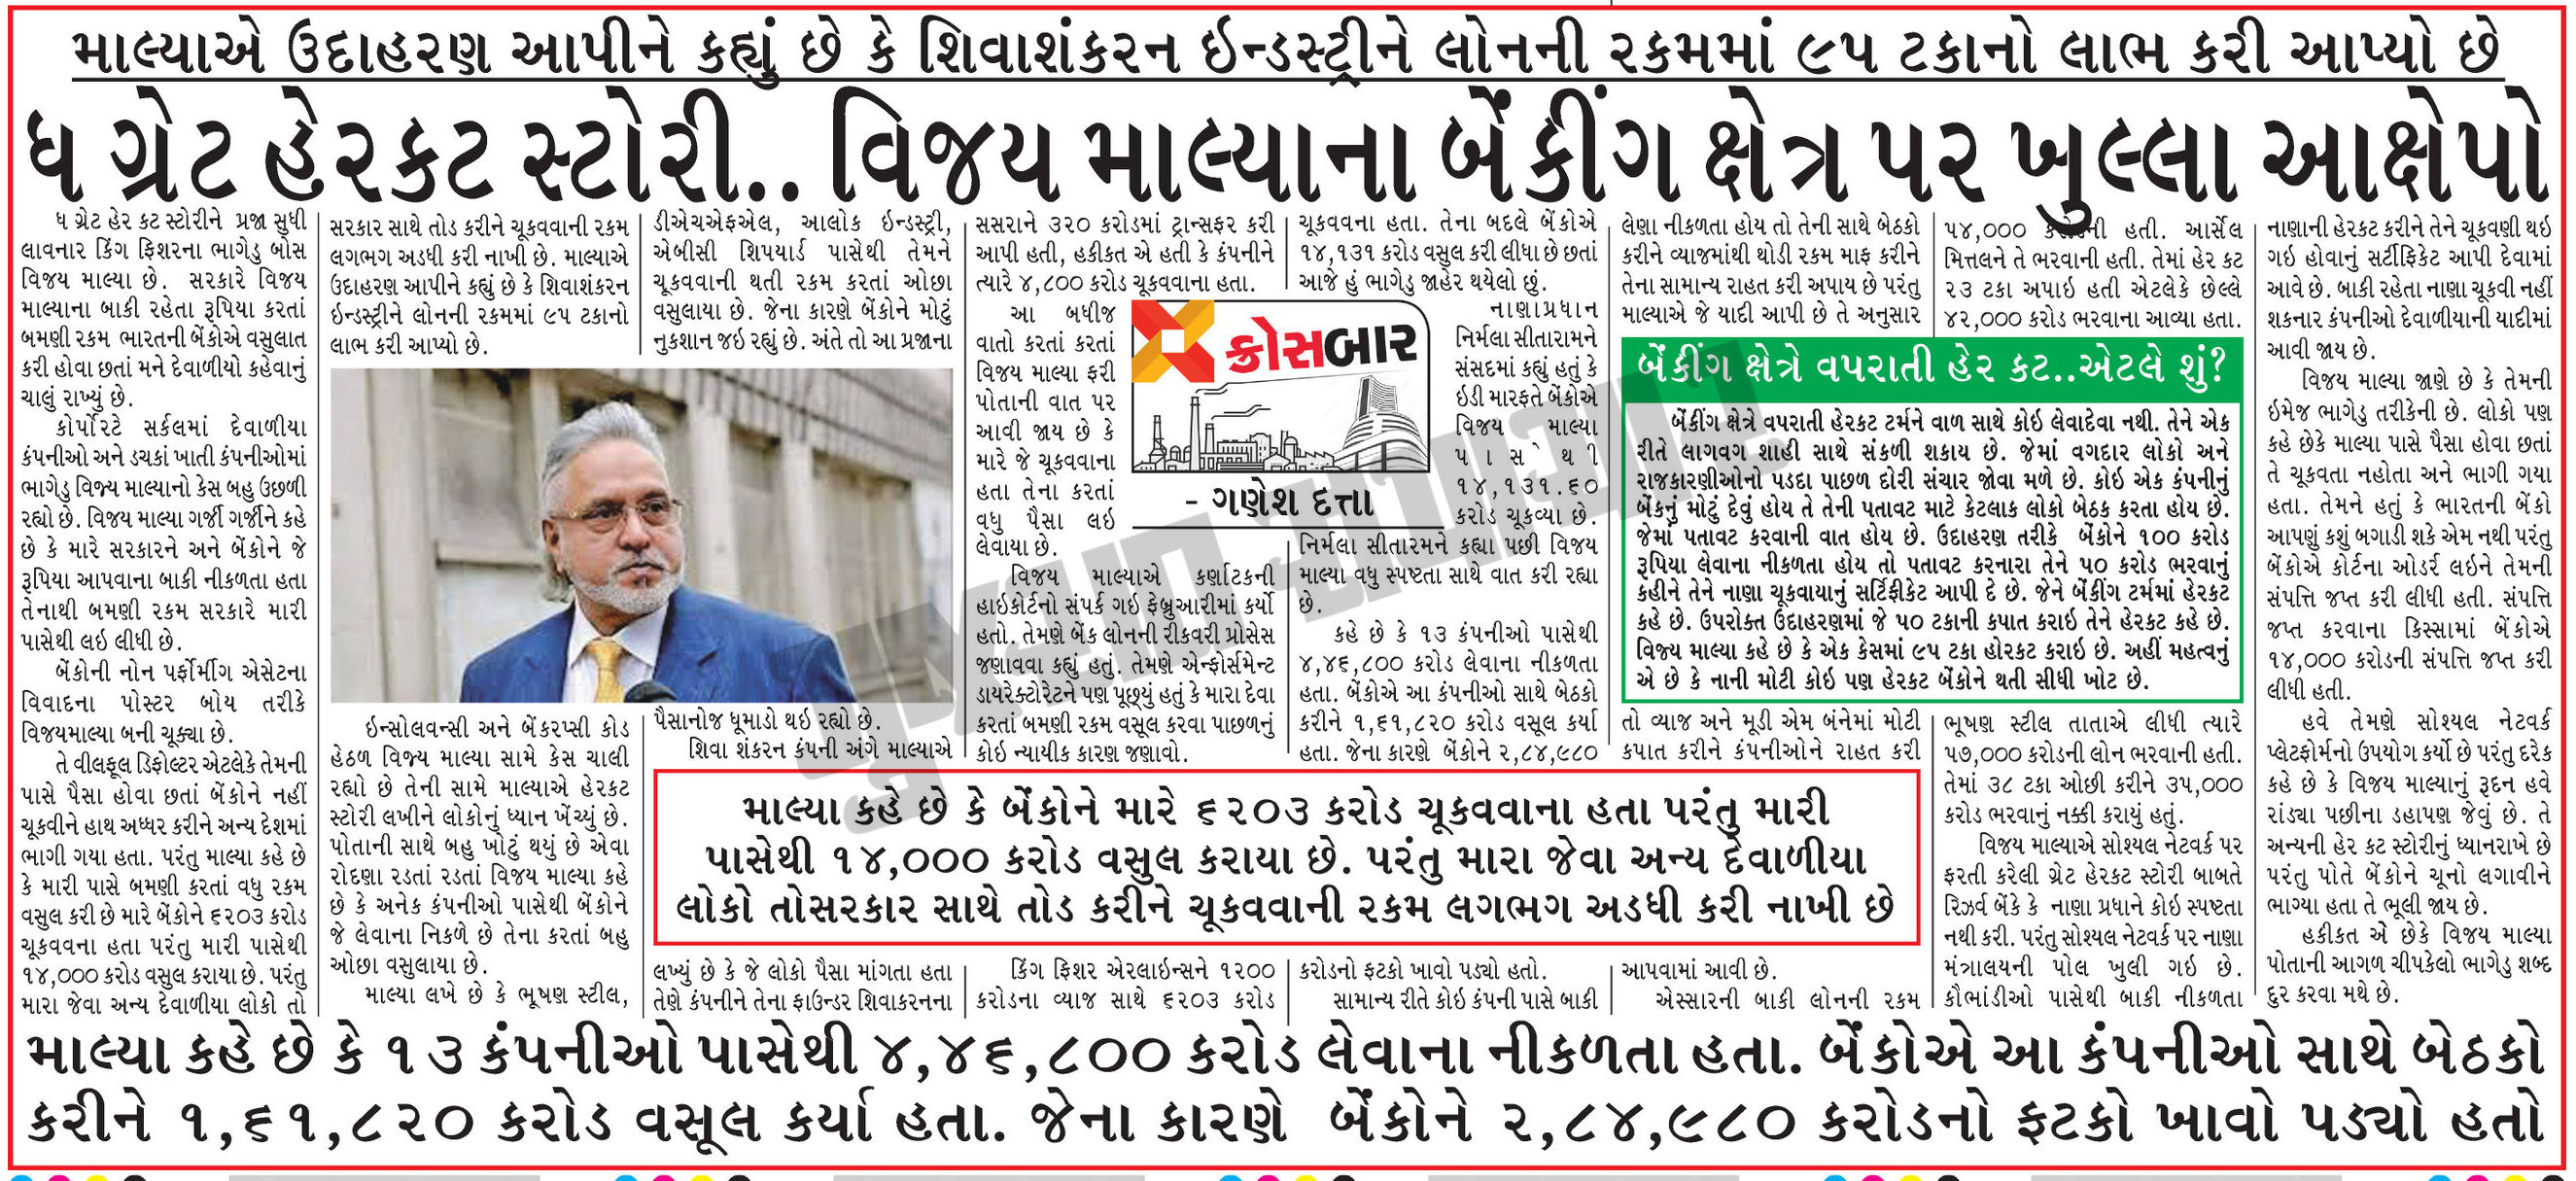 માલ્યાએ ઉદાહરણ આપીને કહ્યું છે કે શિવાશંકરન ઇન્ડસ્ટ્રીને લોનની રકમમાં ૯૫ ટકાનો લાભ કરી આપ્યો છે
ધ ગ્રેટ હેરકટ સ્ટોરી.. વિજય માલ્યાના બેંકીંગ ક્ષેત્ર પર ખુલ્લા આક્ષેપો
ધ ગ્રેટ હેર કટ સ્ટોરીને પ્રજા સુધી
લાવનાર કિંગ ફિશરના ભાગેડુ બોસ
વિજય માલ્યા છે. સરકારે વિજય
માલ્યાના બાકી રહેતા રૂપિયા કરતાં
બમણી રકમ ભારતની બેંકોએ વસુલાત
કરી હોવા છતાં મને દેવાળીયો કહેવાનું
ચાલું રાખ્યું છે.
કોર્પોરટે સર્કલમાં દેવાળીયા
કંપનીઓ અને ડચકાં ખાતી કંપનીઓમાં
ભાગેડુ વિજ્ય માલ્યાનો કેસ બહુ ઉછળી
રહ્યો છે. વિજય માલ્યા ગર્જી ગર્જીને કહે
છે કે મારે સરકારને અને બેંકોને જે
રૂપિયા આપવાના બાકી નીકળતા હતા
તેનાથી બમણી રકમ સરકારે મારી
પાસેથી લઇ લીધી છે.
બેંકોની નોન પર્ફોર્મીંગ એસેટના
વિવાદના પોસ્ટર બોય તરીકે
વિજયમાલ્યા બની ચૂક્યા છે.
તે વીલફૂલ ડિફોલ્ટર એટલેકે તેમની
પાસે પૈસા હોવા છતાં બેંકોને નહીં
ચૂકવીને હાથ અધ્ધર કરીને અન્ય દેશમાં
ભાગી ગયા હતા. પરંતુ માલ્યા કહે છે
કે મારી પાસે બમણી કરતાં વધુ રકમ
વસુલ કરી છે મારે બેંકોને ૬૨૦૩ કરોડ
ચૂકવવના હતા પરંતુ મારી પાસેથી
૧૪,૦૦૦ કરોડ વસુલ કરાયા છે. પરંતુ
મારા જેવા અન્ય દેવાળીયા લોકો તો
સરકાર સાથે તોડ કરીને ચૂકવવાની રકમ
લગભગ અડધી કરી નાખી છે. માલ્યાએ
ઉદાહરણ આપીને કહ્યું છે કે શિવાશંકરન
ઇન્ડસ્ટ્રીને લોનની રકમમાં ૯૫ ટકાનો
લાભ કરી આપ્યો છે.
ઇન્સોલવન્સી અને બેંકરપ્સી કોડ
હેઠળ વિજ્ય માલ્યા સામે કેસ ચાલી
રહ્યો છે તેની સામે માલ્યાએ હેરકટ
સ્ટોરી લખીને લોકોનું ધ્યાન ખેંચ્યું છે.
પોતાની સાથે બહુ ખોટું થયું છે એવા
રોદણા રડતાં રડતાં વિજય માલ્યા કહે
છે કે અનેક કંપનીઓ પાસેથી બેંકોને
જે લેવાના નિકળે છે તેના કરતાં બહુ
ઓછા વસુલાયા છે.
માલ્યા લખે છે કે ભૂષણ સ્ટીલ,
ડીએચએફએલ, આલોક ઇન્ડસ્ટ્રી,
એબીસી શિપયાર્ડ પાસેથી તેમને
ચૂકવવાની થતી રકમ કરતાં ઓછા
વસુલાયા છે. જેના કારણે બેંકોને મોટું
નુકશાન જઇ રહ્યું છે. અંતે તો આ પ્રજાના
પૈસાનોજ ધૂમાડો થઇ રહ્યો છે.
શિવા શંકરન કંપની અંગે માલ્યાએ
માલ્યા કહે છે કે બેંકોને મારે ૬૨૦૩ કરોડ ચૂકવવાના હતા પરંતુ મારી
પાસેથી ૧૪,૦૦૦ કરોડ વસુલ કરાયા છે. પરંતુ મારા જેવા અન્ય દેવાળીયા
લોકો તોસરકાર સાથે તોડ કરીને ચૂકવવાની રકમ લગભગ અડધી કરી નાખી છે
લખ્યું છે કે જે લોકો પૈસા માંગતા હતા
તેણે કંપનીને તેના ફાઉન્ડર શિવાકરનના
સસરાને ૩૨૦ કરોડમાં ટ્રાન્સફર કરી
આપી હતી, હકીકત એ હતી કે કંપનીને
ત્યારે ૪,૮૦૦ કરોડ ચૂકવવાના હતા.
આ બધીજ
વાતો કરતાં કરતાં
વિજય માલ્યા ફરી
પોતાની વાત પર
આવી જાય છે કે
મારે જે ચૂકવવાના
હતા તેના કરતાં
વધુ પૈસા લઇ
લેવાયા છે.
ક્રોસબાર
- ગણેશ દત્તા
વિજય માલ્યાએ કર્ણાટકની
હાઇકોર્ટનો સંપર્ક ગઇ ફેબ્રુઆરીમાં કર્યો
હતો. તેમણે બેંક લોનની રીકવરી પ્રોસેસ
જણાવવા કહ્યું હતું. તેમણે એન્ફોર્સમેન્ટ
ડાયરેક્ટોરેટને પણ પૂછ્યું હતું કે મારા દેવા
કરતાં બમણી રકમ વસૂલ કરવા પાછળનું
કોઇ ન્યાયીક કારણ જણાવો.
કિંગ ફિશર એરલાઇન્સને ૧૨૦૦
કરોડના વ્યાજ સાથે ૬૨૦૩ કરોડ
ચૂકવવના હતા. તેના બદલે બેંકોએ
૧૪,૧૩૧ કરોડ વસુલ કરી લીધા છે છતાં
આજે હું ભાગેડુ જાહેર થયેલો છું.
નાણાપ્રધાન
નિર્મલા સીતારામને
સંસદમાં કહ્યું હતું કે
ઇડી મારફતે બેંકોએ
વિજય માલ્યા
પાસેથી
૧૪,૧૩૧.૬૦
કરોડ ચૂકવ્યા છે.
નિર્મલા સીતારમને કહ્યા પછી વિજય
માલ્યા વધુ સ્પષ્ટતા સાથે વાત કરી રહ્યા
છે.
કહે છે કે ૧૩ કંપનીઓ પાસેથી
૪,૪૬,૮૦૦ કરોડ લેવાના નીકળતા
હતા. બેંકોએ આ કંપનીઓ સાથે બેઠકો
કરીને ૧,૬૧,૮૨૦ કરોડ વસૂલ કર્યા
હતા. જેના કારણે બેંકોને ૨,૮૪,૯૮૦
કરોડનો ફટકો ખાવો પડ્યો હતો.
સામાન્ય રીતે કોઇ કંપની પાસે બાકી
લેણા નીકળતા હોય તો તેની સાથે બેઠકો
કરીને વ્યાજમાંથી થોડી રકમ માફ કરીને
તેના સામાન્ય રાહત કરી અપાય છે પરંતુ
માલ્યાએ જે યાદી આપી છે તે અનુસાર
બેંકીંગ ક્ષેત્રે વપરાતી હેર કટ..એટલે શું?
બેંકીંગ ક્ષેત્રે વપરાતી હેરકટ ટર્મને વાળ સાથે કોઇ લેવાદેવા નથી. તેને એક
રીતે લાગવગ શાહી સાથે સંકળી શકાય છે. જેમાં વગદાર લોકો અને
રાજકારણીઓનો પડદા પાછળ દોરી સંચાર જોવા મળે છે. કોઇ એક કંપનીનું
બેંકનું મોટું દેવું હોય તે તેની પતાવટ માટે કેટલાક લોકો બેઠક કરતા હોય છે.
જેમાં પતાવટ કરવાની વાત હોય છે. ઉદાહરણ તરીકે બેંકોને ૧૦૦ કરોડ
રૂપિયા લેવાના નીકળતા હોય તો પતાવટ કરનારા તેને ૫૦ કરોડ ભરવાનું
કહીને તેને નાણા ચૂકવાયાનું સર્ટિફીકેટ આપી દે છે. જેને બેંકીંગ ટર્મમાં હેરકટ
કહે છે. ઉપરોક્ત ઉદાહરણમાં જે ૫૦ ટકાની કપાત કરાઇ તેને હેરકટ કહે છે.
વિજ્ય માલ્યા કહે છે કે એક કેસમાં ૯૫ ટકા હોરકટ કરાઇ છે. અહીં મહત્વનું
એ છે કે નાની મોટી કોઇ પણ હેરકટ બેંકોને થતી સીધી ખોટ છે.
તો વ્યાજ અને મૂડી એમ બંનેમાં મોટી
કપાત કરીને કંપનીઓને રાહત કરી
આપવામાં આવી છે.
એસ્સારની બાકી લોનની રકમ
૫૪,૦૦૦ કરોડની હતી. આર્સેલ
મિત્તલને તે ભરવાની હતી. તેમાં હેર કટ
૨૩ ટકા અપાઇ હતી એટલેકે છેલ્લે
૪૨,૦૦૦ કરોડ ભરવાના આવ્યા હતા.
ભૂષણ સ્ટીલ તાતાએ લીધી ત્યારે
૫૭,૦૦૦ કરોડની લોન ભરવાની હતી.
તેમાં ૩૮ ટકા ઓછી કરીને ૩૫,૦૦૦
કરોડ ભરવાનું નક્કી કરાયું હતું.
વિજય માલ્યાએ સોશ્યલ નેટવર્ક પર
ફરતી કરેલી ગ્રેટ હેરકટ સ્ટોરી બાબતે
રિઝર્વ બેંકે કે નાણા પ્રધાને કોઇ સ્પષ્ટતા
નથી કરી. પરંતુ સોશ્યલ નેટવર્ક પર નાણા
મંત્રાલયની પોલ ખુલી ગઇ છે.
કૌભાંડીઓ પાસેથી બાકી નીકળતા
નાણાની હેરકટ કરીને તેને ચૂકવણી થઇ
ગઇ હોવાનું સર્ટીફિકેટ આપી દેવામાં
આવે છે. બાકી રહેતા નાણા ચૂકવી નહીં
શકનાર કંપનીઓ દેવાળીયાની યાદીમાં
આવી જાય છે.
વિજય માલ્યા જાણે છે કે તેમની
ઇમેજ ભાગેડુ તરીકેની છે. લોકો પણ
કહે છેકે માલ્યા પાસે પૈસા હોવા છતાં
તે ચૂકવતા નહોતા અને ભાગી ગયા
હતા. તેમને હતું કે ભારતની બેંકો
આપણું કશું બગાડી શકે એમ નથી પરંતુ
બેંકોએ કોર્ટના ઓર્ડર લઇને તેમની
સંપત્તિ જપ્ત કરી લીધી હતી. સંપત્તિ
જપ્ત કરવાના કિસ્સામાં બેંકોએ
૧૪,૦૦૦ કરોડની સંપત્તિ જપ્ત કરી
લીધી હતી.
હવે તેમણે સોશ્યલ નેટવર્ક
પ્લેટફોર્મનો ઉપયોગ કર્યો છે પરંતુ દરેક
કહે છે કે વિજય માલ્યાનું રૂદન હવે
રાંડ્યા પછીના ડહાપણ જેવું છે. તે
અન્યની હેર કટ સ્ટોરીનું ધ્યાનરાખે છે
પરંતુ પોતે બેંકોને ચૂનો લગાવીને
ભાગ્યા હતા તે ભૂલી જાય છે.
હકીકત એે છેકે વિજય માલ્યા
પોતાની આગળ ચીપકેલો ભાગેડુ શબ્દ
દુર કરવા મથે છે.
માલ્યા કહે છે કે ૧૩ કંપનીઓ પાસેથી ૪,૪૬,૮૦૦ કરોડ લેવાના નીકળતા હતા. બેંકોએ આ કંપનીઓ સાથે બેઠકો
કરીને ૧,૬૧,૮૨૦ કરોડ વસૂલ કર્યા હતા. જેના કારણે બેંકોને ૨,૮૪,૯૮૦ કરોડનો ફટકો ખાવો પડ્યો હતો
ગુજરાત સમાચાર